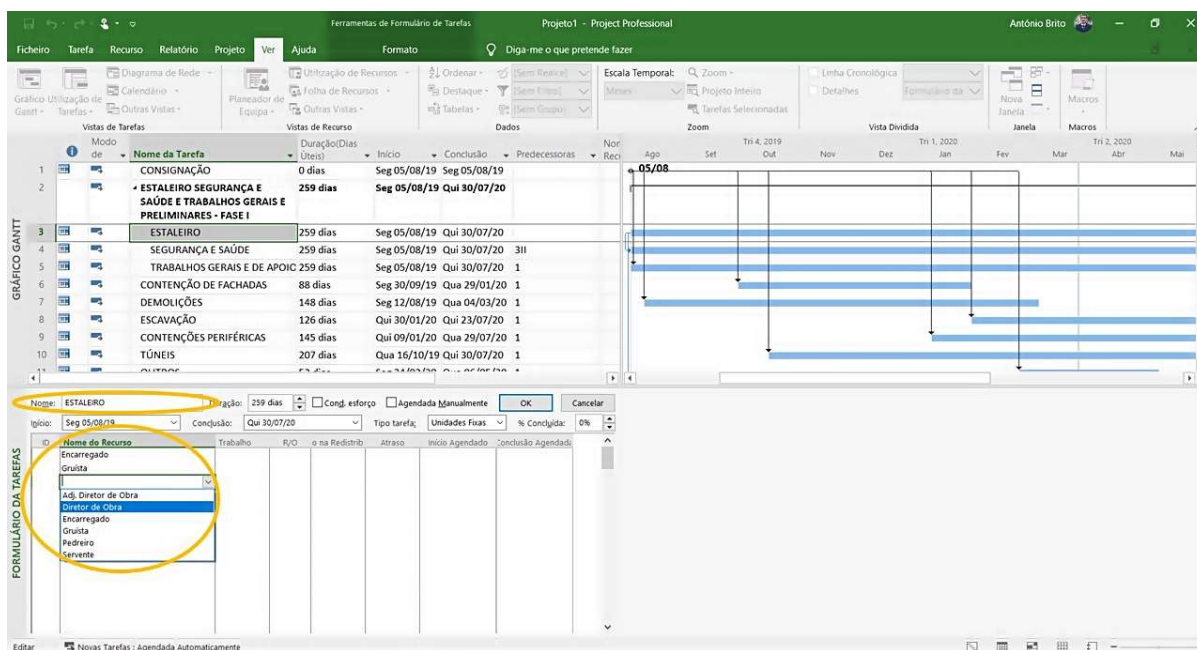 Ferramentas de Formulário de Tarefas
Projeto1 - Project Professional
António Brito
Ficheiro Tarefa Recurso Relatório Projeto Ver Ajuda Formato Diga-me o que pretende fazer
Gráfico Gantt
Utilização de Tarefas
Diagrama de Rede
Calendário
Outras Vistas
Vistas de Tarefas
Planeador de Equipa
Utilização de Recursos
Folha de Recursos
Outras Vistas
Vistas de Recurso
Ordenar
Destaque
Tabelas
[Sem Realce]
[Sem Filtro]
[Sem Grupo]
Dados
Escala Temporal:
Meses
Zoom
Projeto Inteiro
Tarefas Selecionadas
Zoom
Linha Cronológica
Detalhes
Formulário da
Vista Dividida
Nova Janela
Janela
Macros
Macros
Modo de
Nome da Tarefa
Duração(Dias Úteis)
Início
Conclusão
Predecessoras
Tri 4, 2019 Tri 1, 2020 Tri 2, 2020
Ago Set Out Nov Dez Jan Fev Mar Abr Mai
1 CONSIGNAÇÃO 0 dias Seg 05/08/19 Seg 05/08/19
05/08
2 ESTALEIRO SEGURANÇA E SAÚDE E TRABALHOS GERAIS E PRELIMINARES - FASE I 259 dias Seg 05/08/19 Qui 30/07/20
3 ESTALEIRO 259 dias Seg 05/08/19 Qui 30/07/20
4 SEGURANÇA E SAÚDE 259 dias Seg 05/08/19 Qui 30/07/20 3II
5 TRABALHOS GERAIS E DE APOIO 259 dias Seg 05/08/19 Qui 30/07/20 1
6 CONTENÇÃO DE FACHADAS 88 dias Seg 30/09/19 Qua 29/01/20 1
7 DEMOLIÇÕES 148 dias Seg 12/08/19 Qua 04/03/20 1
8 ESCAVAÇÃO 126 dias Qui 30/01/20 Qui 23/07/20 1
9 CONTENÇÕES PERIFÉRICAS 145 dias Qui 09/01/20 Qua 29/07/20 1
10 TÚNEIS 207 dias Qua 16/10/19 Qui 30/07/20 1
GRÁFICO GANTT
Nome: ESTALEIRO Duração: 259 dias Cond. esforço Agendada Manualmente OK Cancelar
Início: Seg 05/08/19 Conclusão: Qui 30/07/20 Tipo tarefa: Unidades Fixas % Concluída: 0%
ID Nome do Recurso Trabalho R/O o na Redistrib Atraso Início Agendado Conclusão Agendada
Encarregado
Gruísta
Adj. Diretor de Obra
Diretor de Obra
Encarregado
Gruísta
Pedreiro
Servente
FORMULÁRIO DA TAREFAS
Editar Novas Tarefas : Agendada Automaticamente